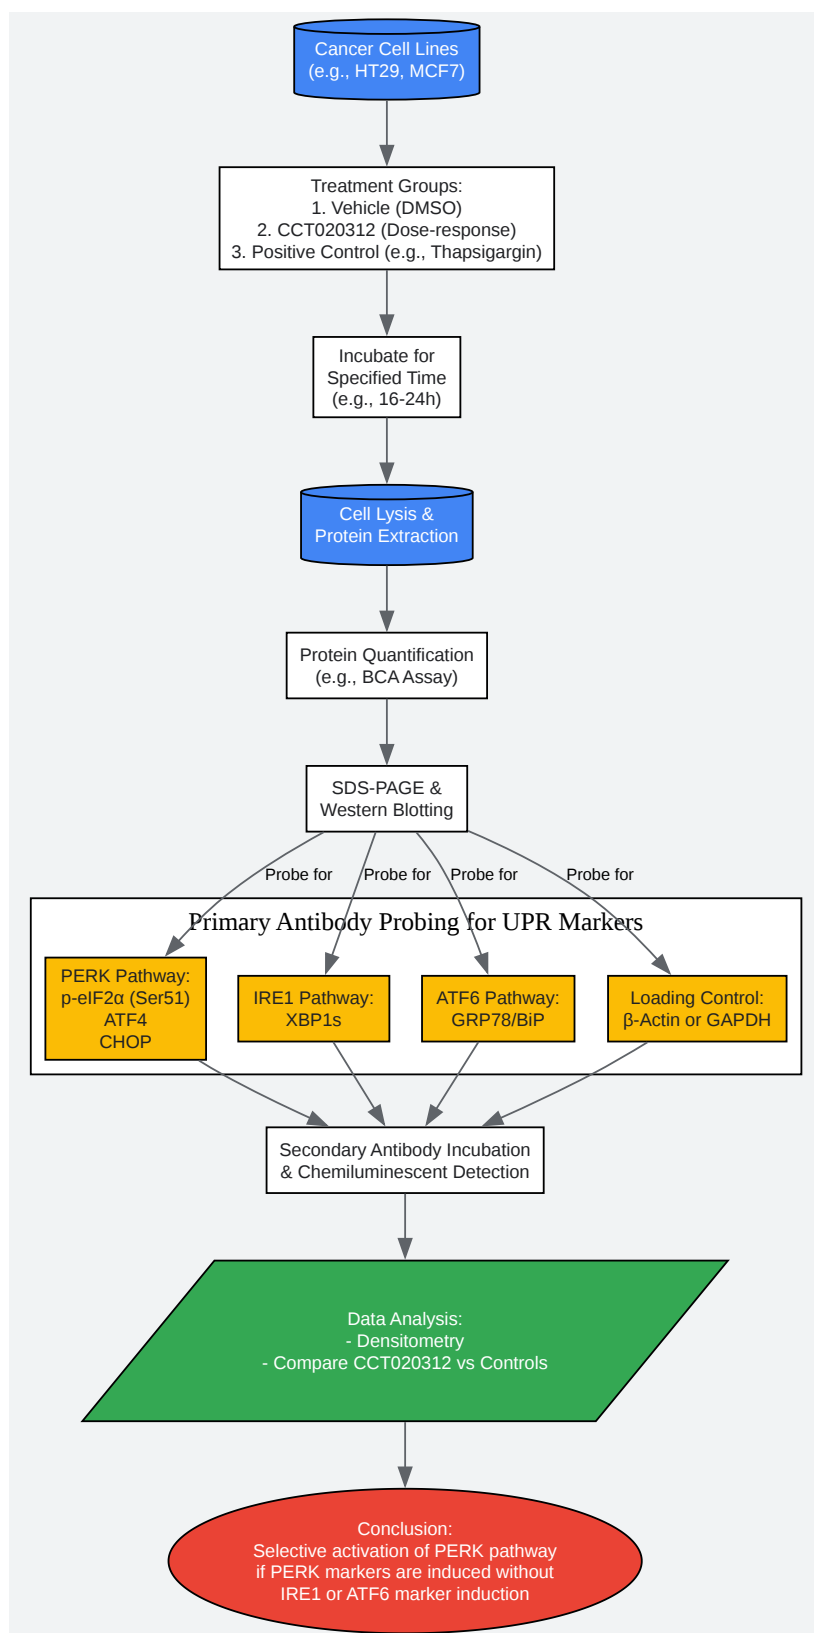 Cancer Cell Lines
(e.g., HT29, MCF7)
Treatment Groups:
1. Vehicle (DMSO)
2. CCT020312 (Dose-response)
3. Positive Control (e.g., Thapsigargin)
Incubate for
Specified Time
(e.g., 16-24h)
Cell Lysis &
Protein Extraction
Protein Quantification
(e.g., BCA Assay)
SDS-PAGE &
Western Blotting
Probe for
Probe for
Probe for
Probe for
Primary Antibody Probing for UPR Markers
PERK Pathway:
p-eIF2α (Ser51)
ATF4
CHOP
IRE1 Pathway:
XBP1s
ATF6 Pathway:
GRP78/BiP
Loading Control:
β-Actin or GAPDH
Secondary Antibody Incubation
& Chemiluminescent Detection
Data Analysis:
- Densitometry
- Compare CCT020312 vs Controls
Conclusion:
Selective activation of PERK pathway
if PERK markers are induced without
IRE1 or ATF6 marker induction